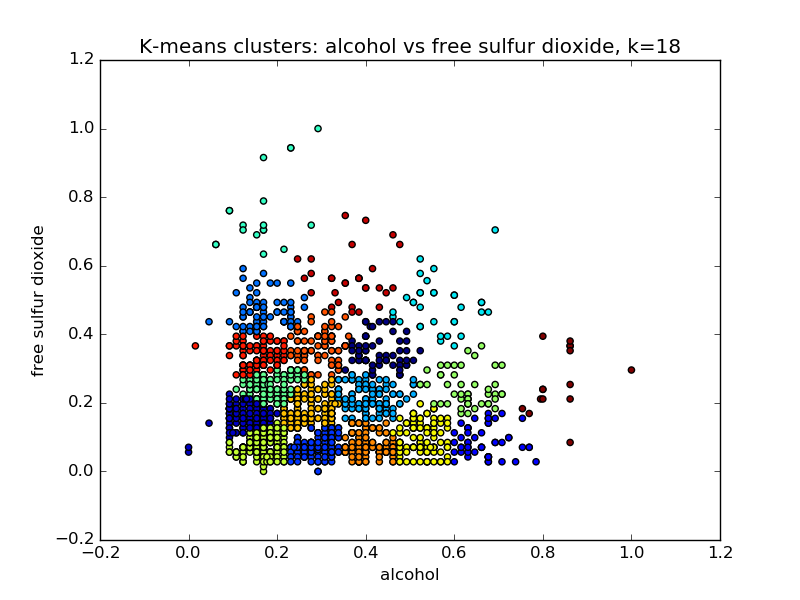 K-means clusters: alcohol vs free sulfur dioxide, k=18
1.2
1.0
0.8
0.6
0.4
0.2
0.0
−0.2
free sulfur dioxide
−0.2 0.0 0.2 0.4 0.6 0.8 1.0 1.2
alcohol